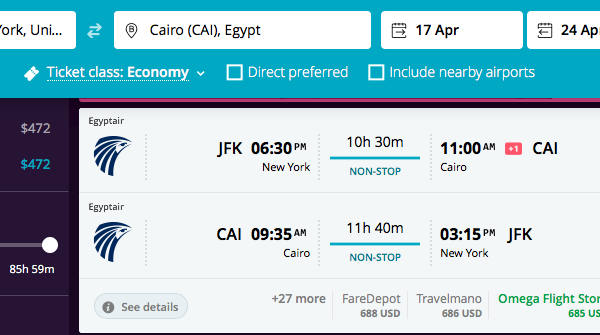 York, Uni...
Cairo (CAI), Egypt
17 Apr
24 Ap
Ticket class: Economy
Direct preferred
Include nearby airports
$472
$472
85h 59m
Egyptair
JFK 06:30 PM
New York
10h 30m
NON-STOP
11:00 AM +1 CAI
Cairo
Egyptair
CAI 09:35 AM
Cairo
11h 40m
NON-STOP
03:15 PM JFK
New York
See details
+27 more
FareDepot
688 USD
Travelmano
686 USD
Omega Flight Stor
685 US